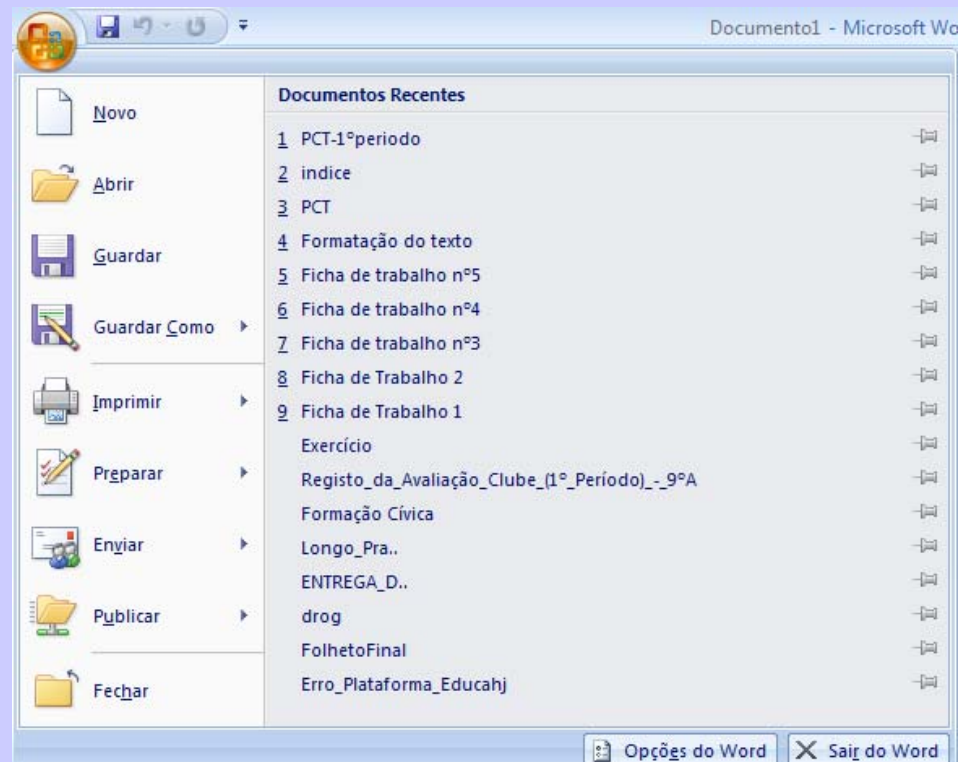 Documento1 - Microsoft Wo
Novo
Abrir
Guardar
Guardar Como
Imprimir
Preparar
Enviar
Publicar
Fechar
Documentos Recentes
1 PCT-1ºperiodo
2 indice
3 PCT
4 Formatação do texto
5 Ficha de trabalho nº5
6 Ficha de trabalho nº4
7 Ficha de trabalho nº3
8 Ficha de Trabalho 2
9 Ficha de Trabalho 1
Exercício
Registo_da_Avaliação_Clube_(1º_Período)_-_9ºA
Formação Cívica
Longo_Pra..
ENTREGA_D..
drog
FolhetoFinal
Erro_Plataforma_Educahj
Opções do Word
Sair do Word